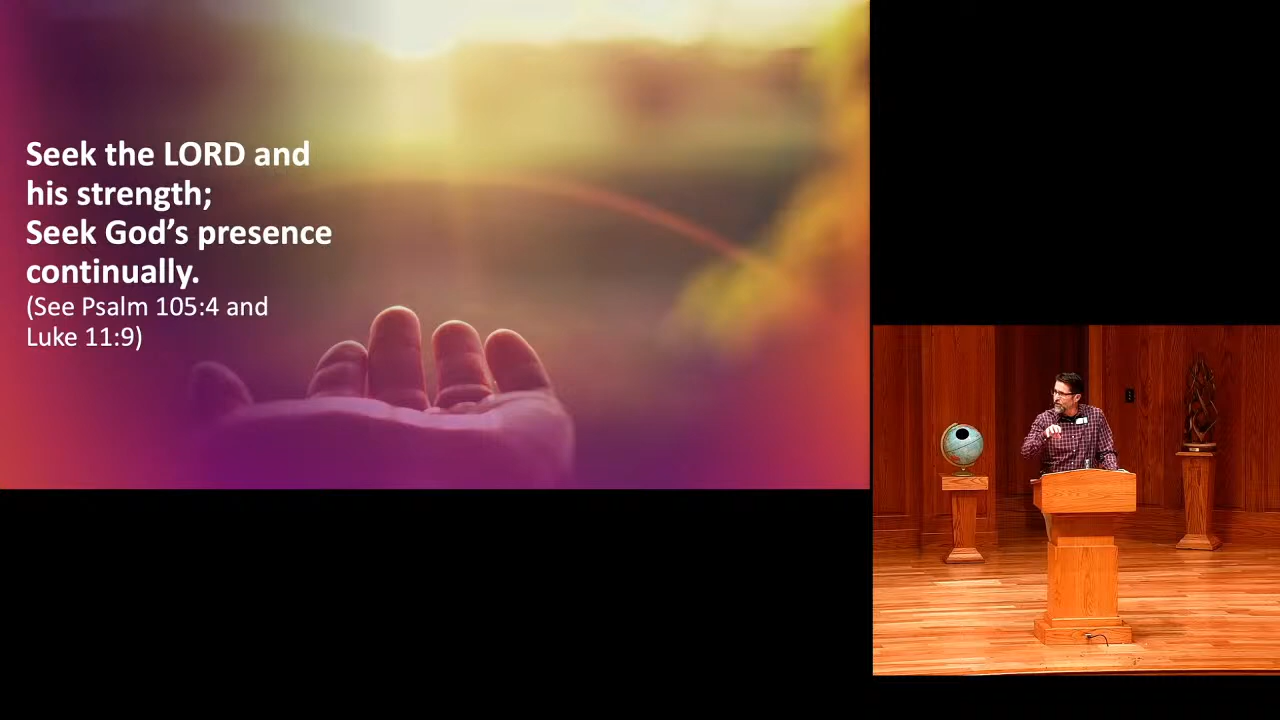 Seek the LORD and
his strength;
Seek God’s presence
continually.
(See Psalm 105:4 and
Luke 11:9)